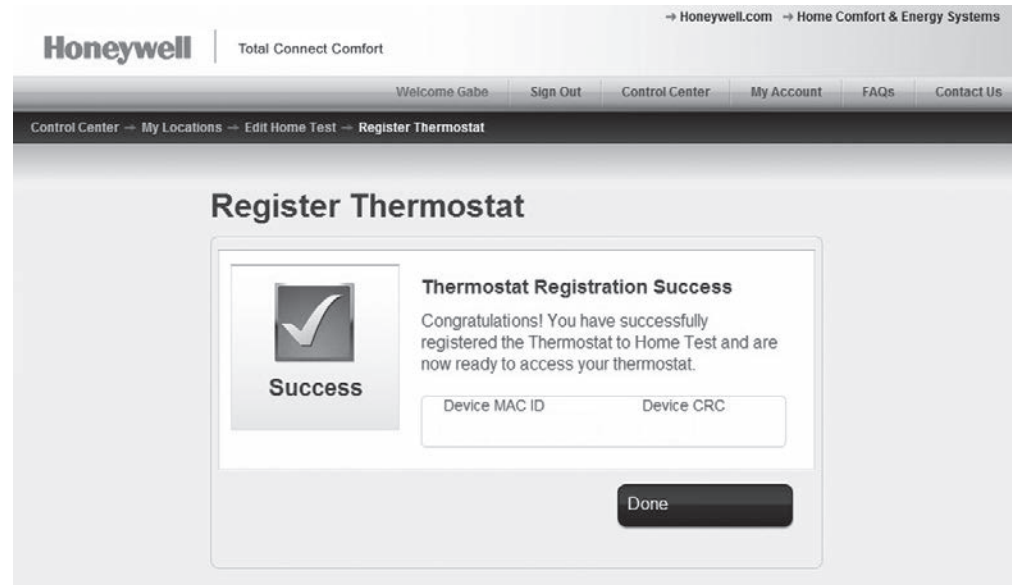 → Honeywell.com → Home Comfort & Energy Systems
Honeywell Total Connect Comfort
Welcome Gabe Sign Out Control Center My Account FAQs Contact Us
Control Center → My Locations → Edit Home Test → Register Thermostat
Register Thermostat
Success
Thermostat Registration Success
Congratulations! You have successfully
registered the Thermostat to Home Test and are
now ready to access your thermostat.
Device MAC ID Device CRC
Done